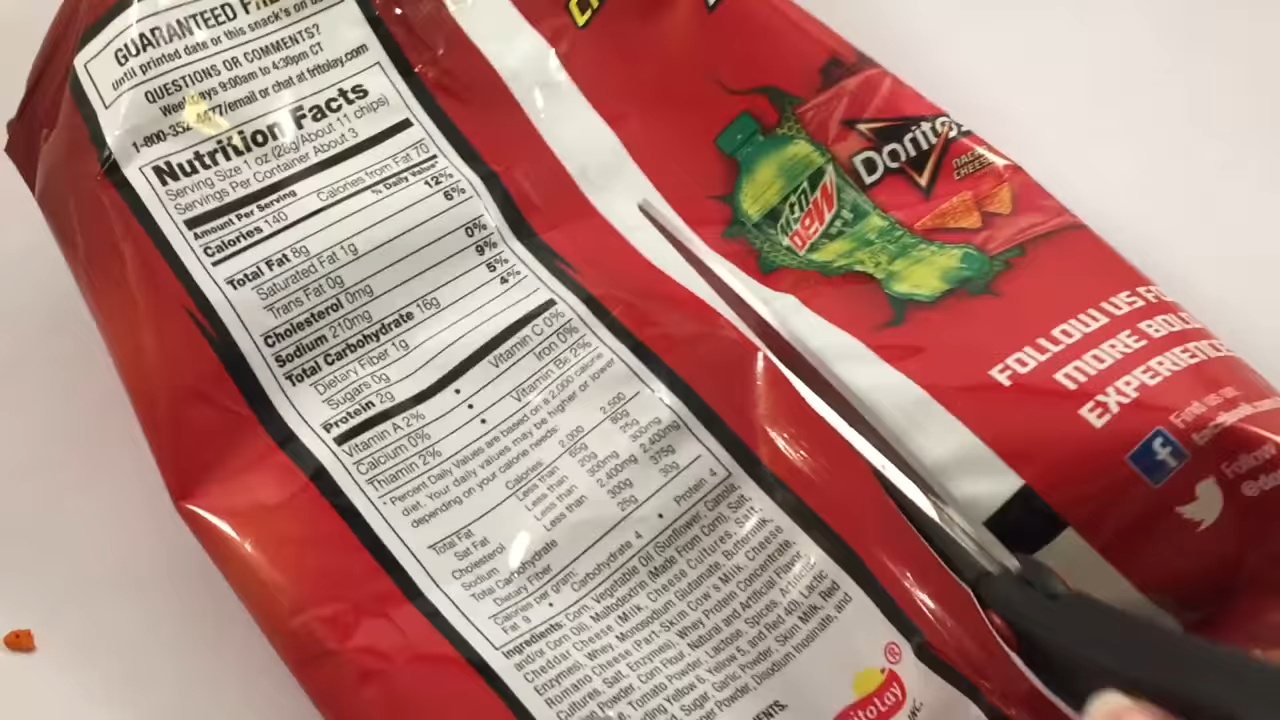 GUARANTEED
until printed date or this snack's on
QUESTIONS OR COMMENTS?
Weekdays 9:00am to 4:30pm CT
1-800-352-4477/email or chat at fritolay.com
Nutrition Facts
Serving Size 1 oz (28g/About 11 chips)
Servings Per Container About 3
Amount Per Serving
Calories 140 Calories from Fat 70
% Daily Value*
Total Fat 8g 12%
Saturated Fat 1g 6%
Trans Fat 0g
Cholesterol 0mg 0%
Sodium 210mg 9%
Total Carbohydrate 16g 5%
Dietary Fiber 1g 4%
Sugars 0g
Protein 2g
Vitamin A 2% • Vitamin C 0%
Calcium 0% • Iron 0%
Thiamin 2% • Vitamin B6 2%
* Percent Daily Values are based on a 2,000 calorie
diet. Your daily values may be higher or lower
depending on your calorie needs:
Calories 2,000 2,500
Total Fat Less than 65g 80g
Sat Fat Less than 20g 25g
Cholesterol Less than 300mg 300mg
Sodium Less than 2,400mg 2,400mg
Total Carbohydrate 300g 375g
Dietary Fiber 25g 30g
Calories per gram:
Fat 9 • Carbohydrate 4 • Protein 4
Ingredients: Corn, Vegetable Oil (Sunflower, Canola,
and/or Corn Oil), Maltodextrin (Made From Corn), Salt,
Cheddar Cheese (Milk, Cheese Cultures, Salt,
Enzymes), Whey, Monosodium Glutamate, Buttermilk,
Romano Cheese (Part-Skim Cow's Milk, Cheese
Cultures, Salt, Enzymes), Whey Protein Concentrate,
Powder, Corn Flour, Natural and Artificial Flavor,
Tomato Powder, Lactose, Spices, Artificial
Yellow 6, Yellow 5, and Red 40), Lactic
Sugar, Garlic Powder, Skim Milk, Red
Powder, Disodium Inosinate, and
®
Lay
INC.
mtn
DEW
Doritos
NACHO
CHEESE
FOLLOW US
MORE BOLD
EXPERIENCES
Find us on
f
Follow